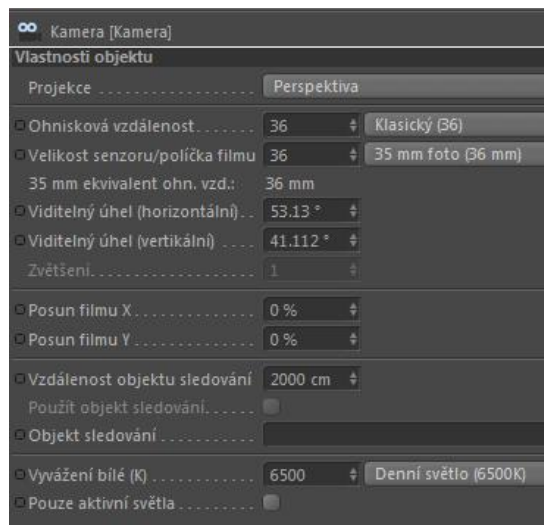 Kamera [Kamera]
Vlastnosti objektu
Projekce . . . . . . . . . . . . . . . . . . Perspektiva
Ohnisková vzdálenost. . . . . . . 36 Klasický (36)
Velikost senzoru/políčka filmu 36 35 mm foto (36 mm)
35 mm ekvivalent ohn. vzd.: 36 mm
Viditelný úhel (horizontální). . 53.13 °
Viditelný úhel (vertikální) . . . . 41.112 °
Zvětšení. . . . . . . . . . . . . . . . . . 1
Posun filmu X. . . . . . . . . . . . . 0 %
Posun filmu Y. . . . . . . . . . . . . 0 %
Vzdálenost objektu sledování 2000 cm
Použít objekt sledování. . . . . .
Objekt sledování . . . . . . . . . .
Vyvážení bílé (K) . . . . . . . . . . . 6500 Denní světlo (6500K)
Pouze aktivní světla . . . . . . . .